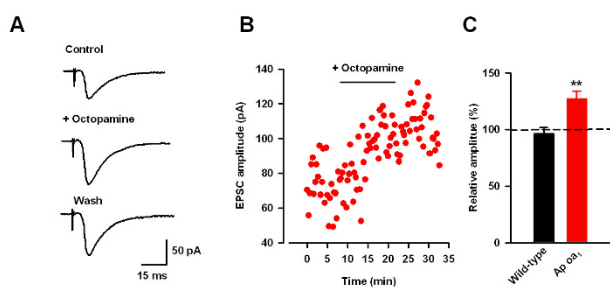 A
Control
+ Octopamine
Wash
50 pA
15 ms
B
+ Octopamine
EPSC amplitude (pA)
140
120
100
80
60
40
0 5 10 15 20 25 30 35
Time (min)
C
Relative amplitue (%)
150
100
50
0
**
Wild-type
Ap oa₁